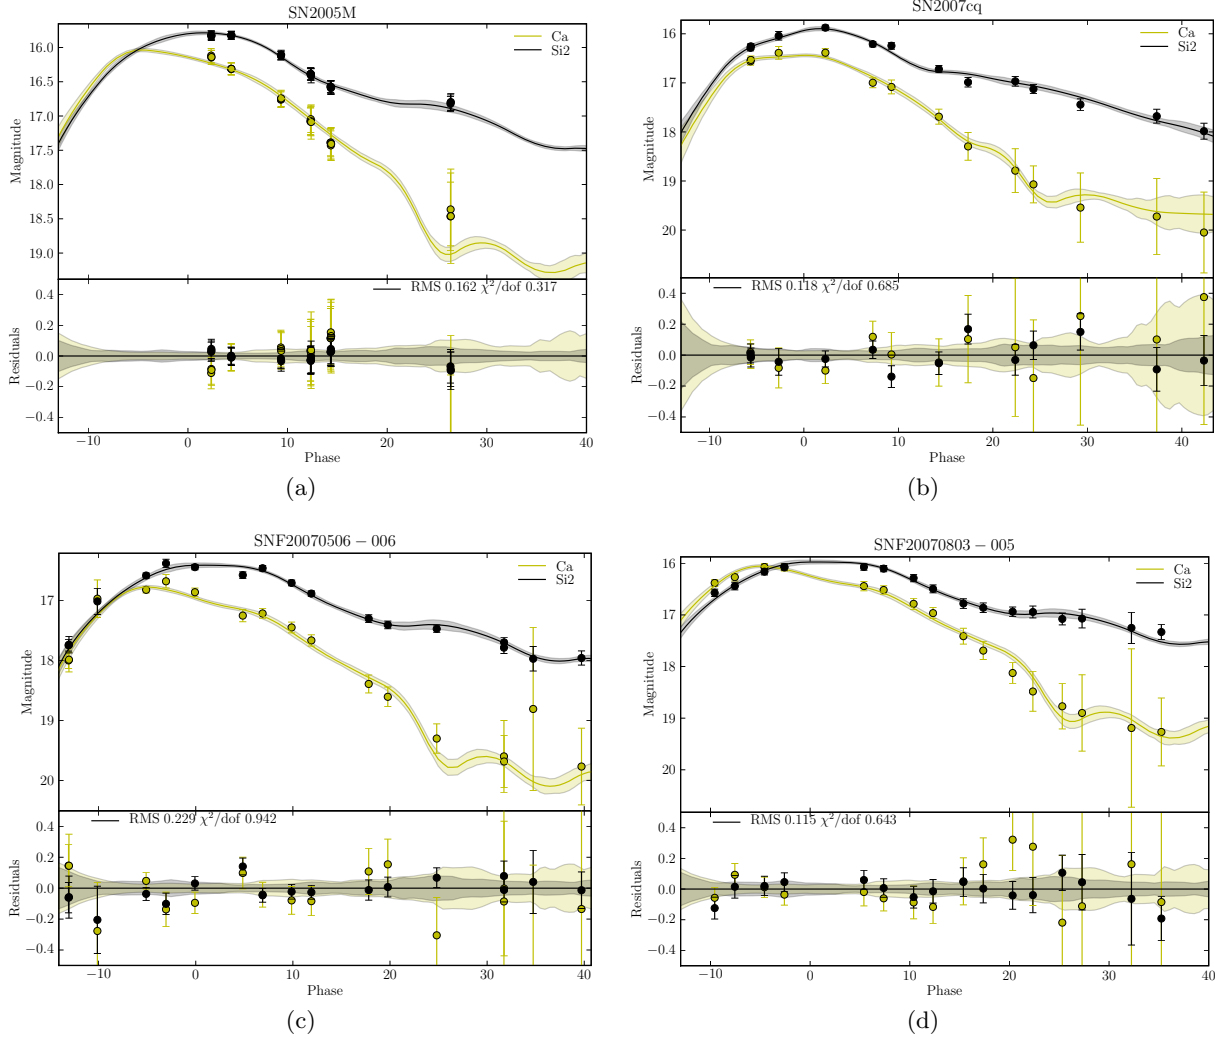 SN2005M
Ca
Si2
16.0
16.5
17.0
17.5
18.0
18.5
19.0
Magnitude
RMS 0.162 χ²/dof 0.317
0.4
0.2
0.0
−0.2
−0.4
Residuals
−10 0 10 20 30 40
Phase
(a)
SN2007cq
Ca
Si2
16
17
18
19
20
Magnitude
RMS 0.118 χ²/dof 0.685
0.4
0.2
0.0
−0.2
−0.4
Residuals
−10 0 10 20 30 40
Phase
(b)
SNF20070506 − 006
Ca
Si2
17
18
19
20
Magnitude
RMS 0.229 χ²/dof 0.942
0.4
0.2
0.0
−0.2
−0.4
Residuals
−10 0 10 20 30 40
Phase
(c)
SNF20070803 − 005
Ca
Si2
16
17
18
19
20
Magnitude
RMS 0.115 χ²/dof 0.643
0.4
0.2
0.0
−0.2
−0.4
Residuals
−10 0 10 20 30 40
Phase
(d)